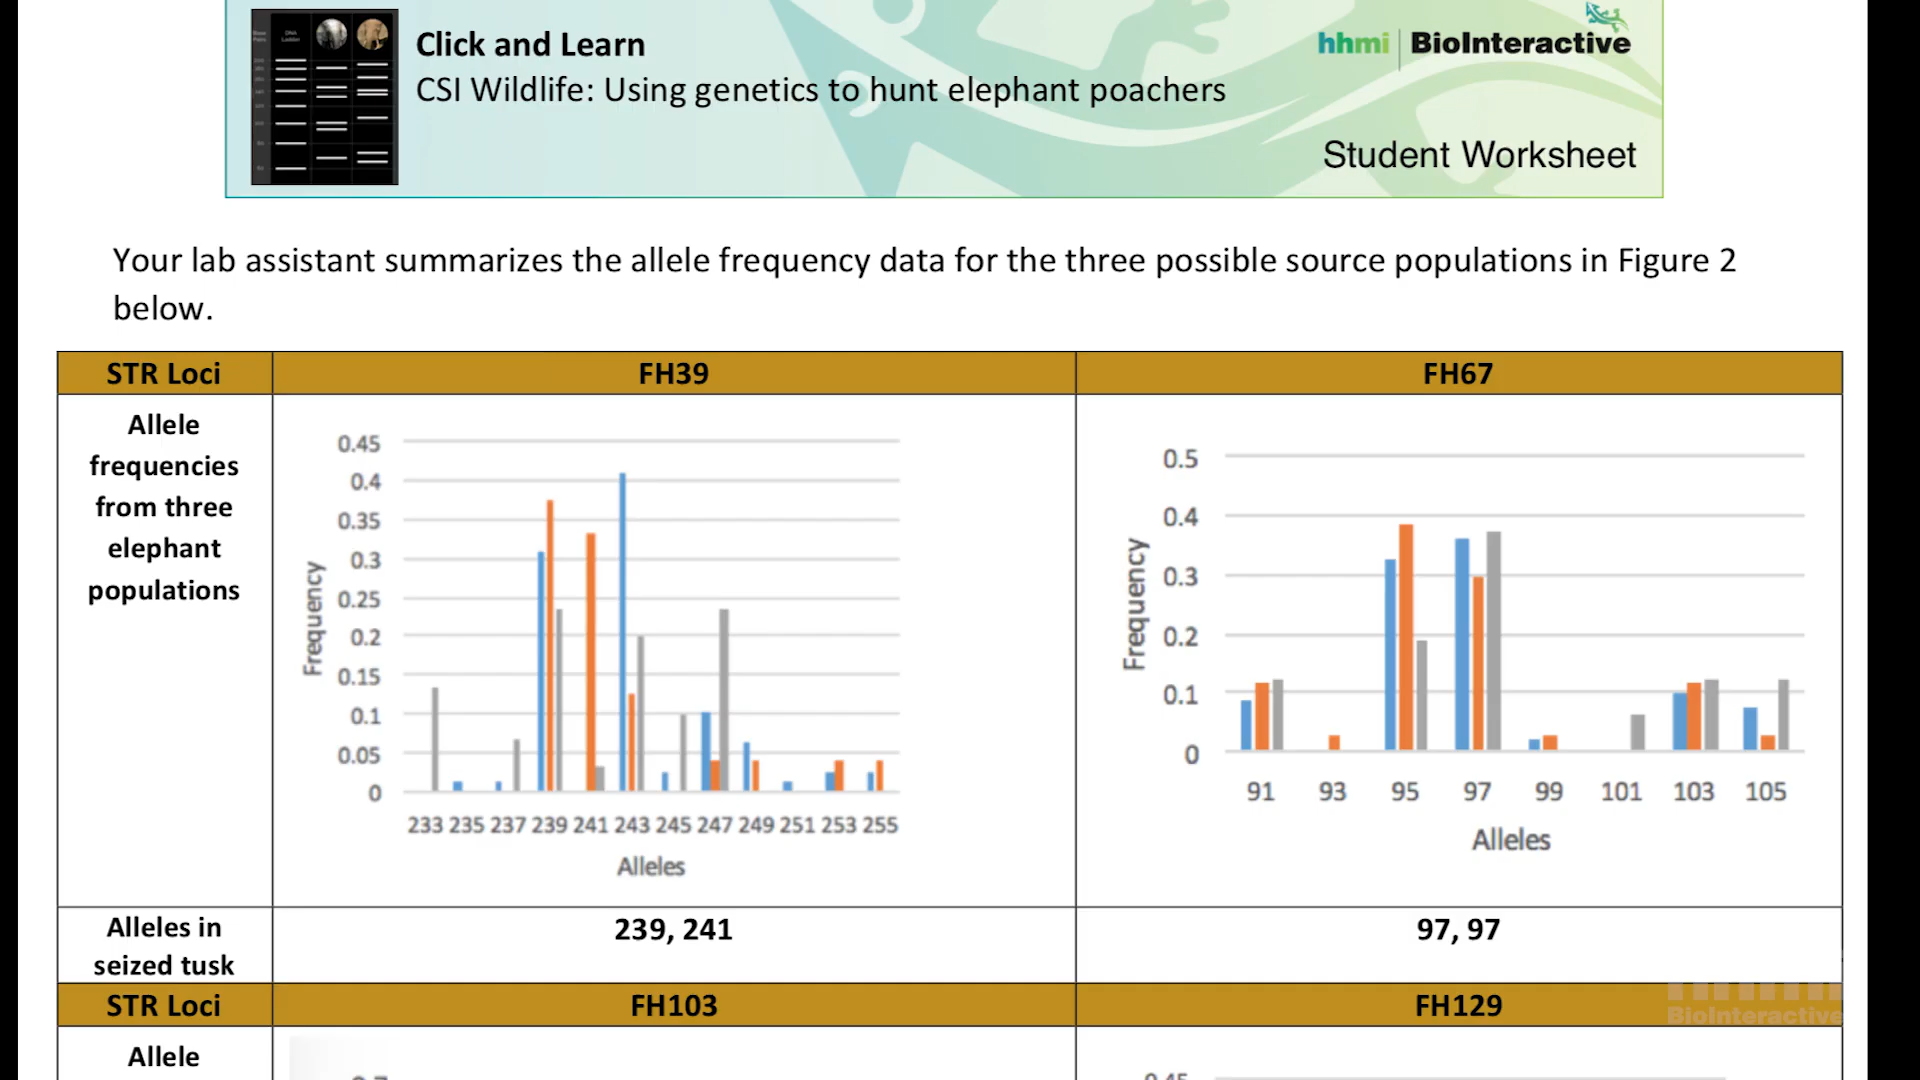 Click and Learn
CSI Wildlife: Using genetics to hunt elephant poachers
hhmi BioInteractive
Student Worksheet
Your lab assistant summarizes the allele frequency data for the three possible source populations in Figure 2
below.
STR Loci
FH39
FH67
Allele
frequencies
from three
elephant
populations
0.45
0.4
0.35
0.3
0.25
0.2
0.15
0.1
0.05
0
Frequency
233 235 237 239 241 243 245 247 249 251 253 255
Alleles
0.5
0.4
0.3
0.2
0.1
0
Frequency
91 93 95 97 99 101 103 105
Alleles
Alleles in
seized tusk
239, 241
97, 97
STR Loci
FH103
FH129
BioInteractive
Allele